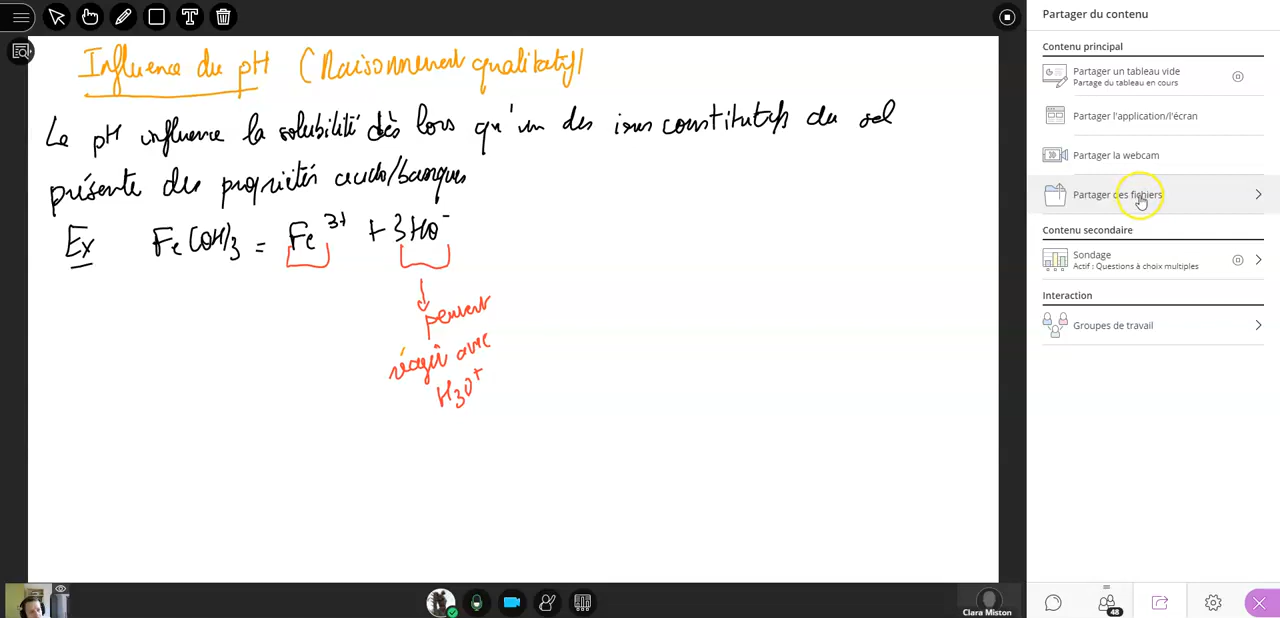 Partager du contenu
Influence du pH (Raisonnement qualitatif)
Contenu principal
Partager un tableau vide
Partage du tableau en cours
Le pH influence la solubilité dès lors qu'un des ions constitutifs du sel
Partager l'application/l'écran
Partager la webcam
présente des propriétés acido/basiques
Partager des fichiers
Ex Fe(OH)3 = Fe3+ + 3HO-
Contenu secondaire
Sondage
Actif : Questions à choix multiples
Interaction
peuvent
Groupes de travail
réagir avec
H3O+
48
Clara Miston